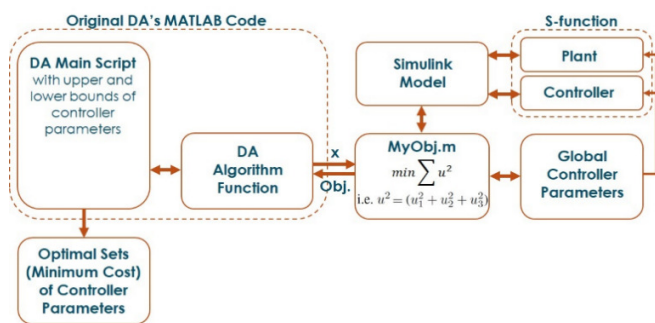 Original DA's MATLAB Code
DA Main Script
with upper and
lower bounds of
controller
parameters
DA
Algorithm
Function
Optimal Sets
(Minimum Cost)
of Controller
Parameters
x
Obj.
Simulink
Model
MyObj.m
min ∑ u²
i.e. u² = (u₁² + u₂² + u₃²)
S-function
Plant
Controller
Global
Controller
Parameters